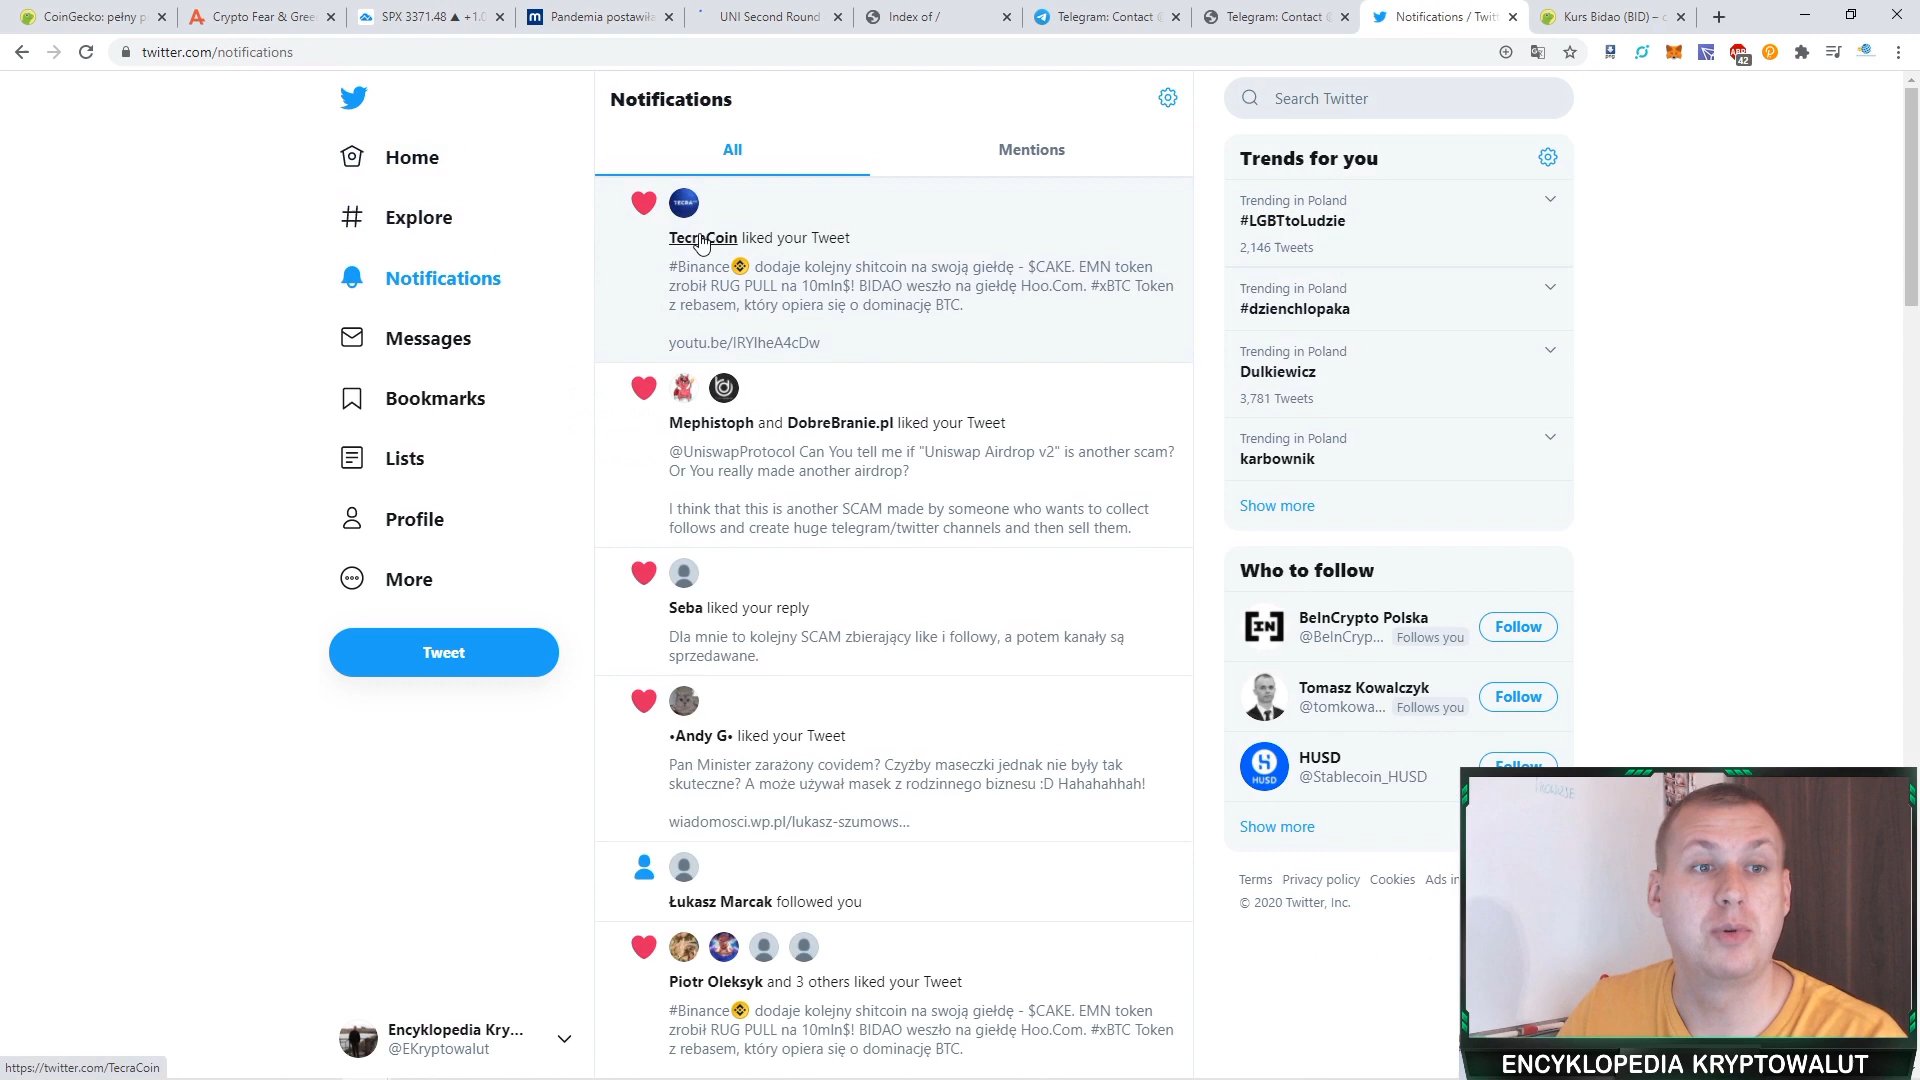 CoinGecko: pełny p
Crypto Fear & Gree
SPX 3371.48 ▲ +1.0
Pandemia postawiła
UNI Second Round
Index of /
Telegram: Contact @
Telegram: Contact @
Notifications / Twitt
Kurs Bidao (BID) – c
twitter.com/notifications
42
Home
Explore
Notifications
Messages
Bookmarks
Lists
Profile
More
Tweet
Encyklopedia Kry...
@EKryptowalut
https://twitter.com/TecraCoin
Notifications
All
Mentions
TECRA
TecraCoin liked your Tweet
#Binance dodaje kolejny shitcoin na swoją giełdę - $CAKE. EMN token
zrobił RUG PULL na 10mln$! BIDAO weszło na giełdę Hoo.Com. #xBTC Token
z rebasem, który opiera się o dominację BTC.
youtu.be/lRYIheA4cDw
Mephistoph and DobreBranie.pl liked your Tweet
@UniswapProtocol Can You tell me if "Uniswap Airdrop v2" is another scam?
Or You really made another airdrop?
I think that this is another SCAM made by someone who wants to collect
follows and create huge telegram/twitter channels and then sell them.
Seba liked your reply
Dla mnie to kolejny SCAM zbierający like i followy, a potem kanały są
sprzedawane.
•Andy G• liked your Tweet
Pan Minister zarażony covidem? Czyżby maseczki jednak nie były tak
skuteczne? A może używał masek z rodzinnego biznesu :D Hahahahhah!
wiadomosci.wp.pl/lukasz-szumows...
Łukasz Marcak followed you
Piotr Oleksyk and 3 others liked your Tweet
#Binance dodaje kolejny shitcoin na swoją giełdę - $CAKE. EMN token
zrobił RUG PULL na 10mln$! BIDAO weszło na giełdę Hoo.Com. #xBTC Token
z rebasem, który opiera się o dominację BTC.
Search Twitter
Trends for you
Trending in Poland
#LGBTtoLudzie
2,146 Tweets
Trending in Poland
#dzienchlopaka
Trending in Poland
Dulkiewicz
3,781 Tweets
Trending in Poland
karbownik
Show more
Who to follow
IN
BeInCrypto Polska
@BeInCryp... Follows you
Follow
Tomasz Kowalczyk
@tomkowa... Follows you
Follow
HUSD
HUSD
@Stablecoin_HUSD
Follow
Show more
Terms Privacy policy Cookies Ads in
© 2020 Twitter, Inc.
ENCYKLOPEDIA KRYPTOWALUT